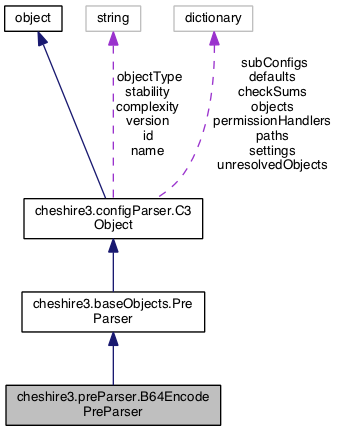 object
string
dictionary
objectType
stability
complexity
version
id
name
subConfigs
defaults
checkSums
objects
permissionHandlers
paths
settings
unresolvedObjects
cheshire3.configParser.C3
Object
cheshire3.baseObjects.Pre
Parser
cheshire3.preParser.B64Encode
PreParser